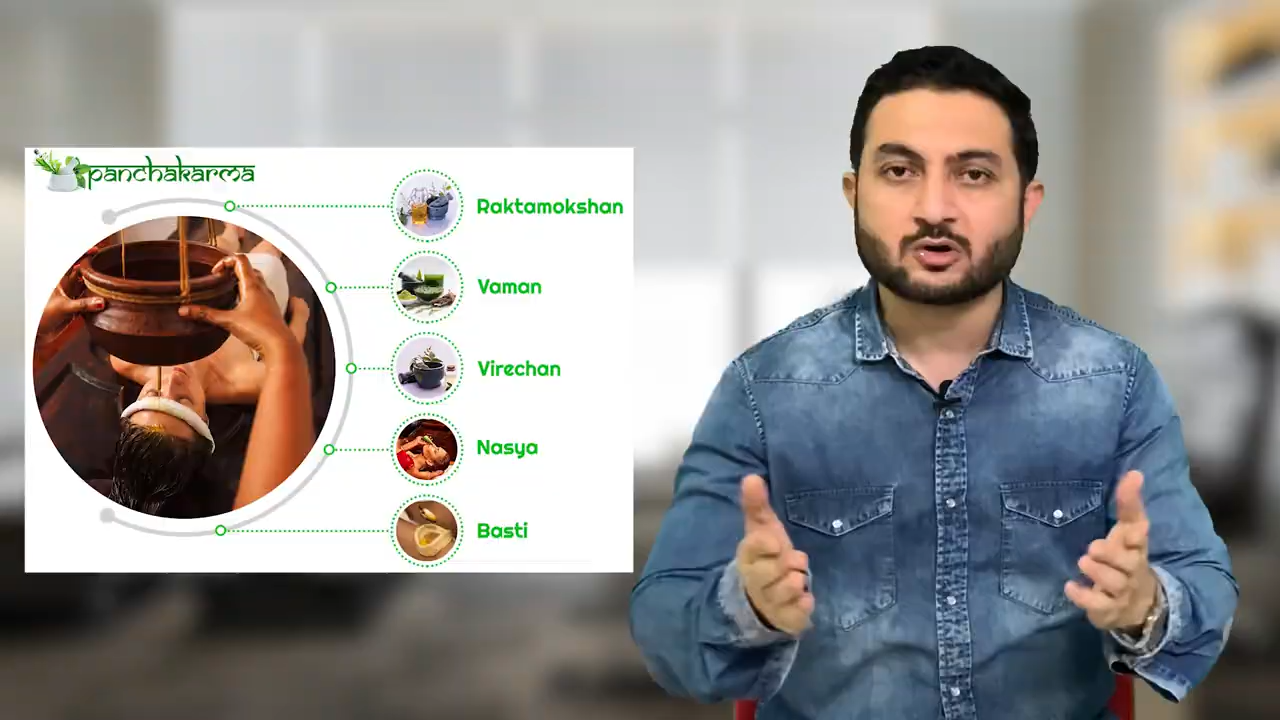 Panchakarma
Raktamokshan
Vaman
Virechan
Nasya
Basti